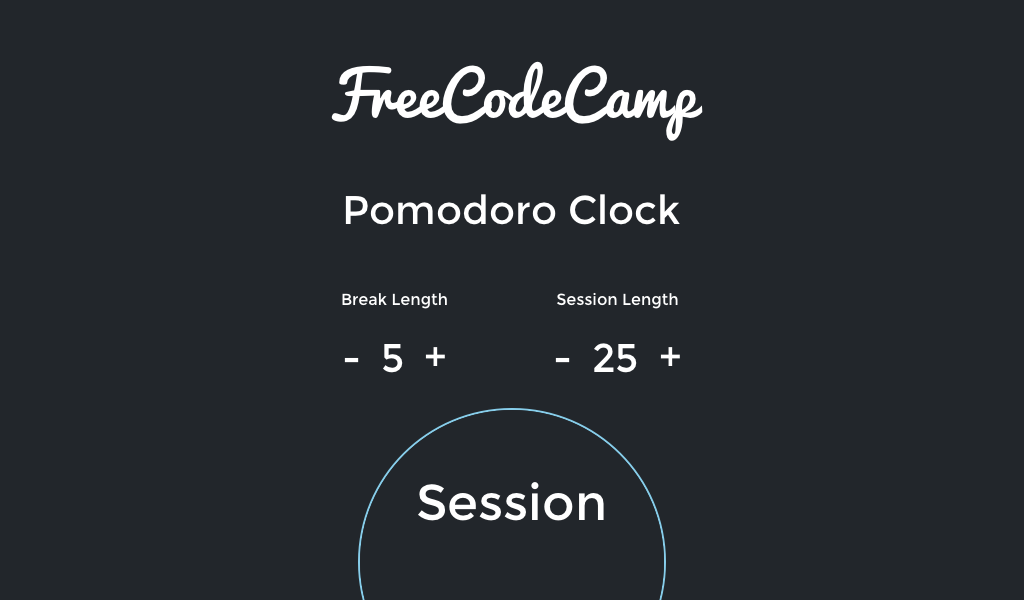 FreeCodeCamp
Pomodoro Clock
Break Length Session Length
- 5 + - 25 +
Session